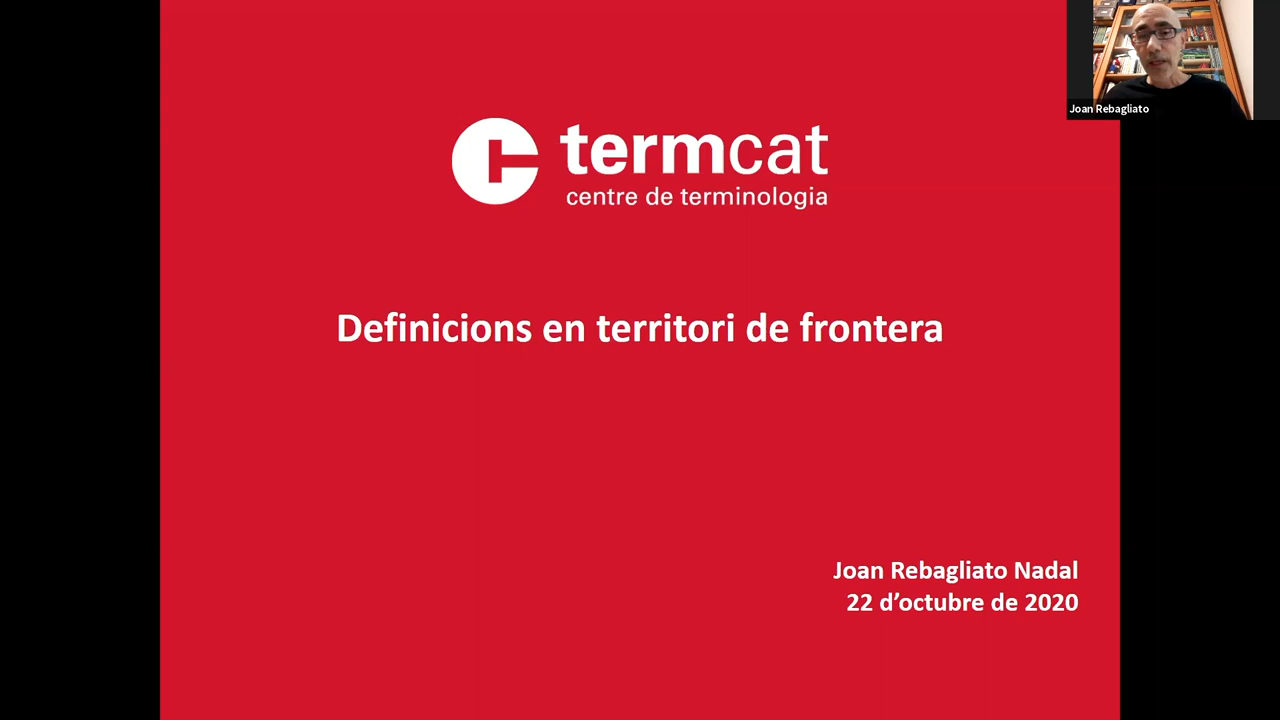 termcat
centre de terminologia
Definicions en territori de frontera
Joan Rebagliato Nadal
22 d’octubre de 2020
Joan Rebagliato